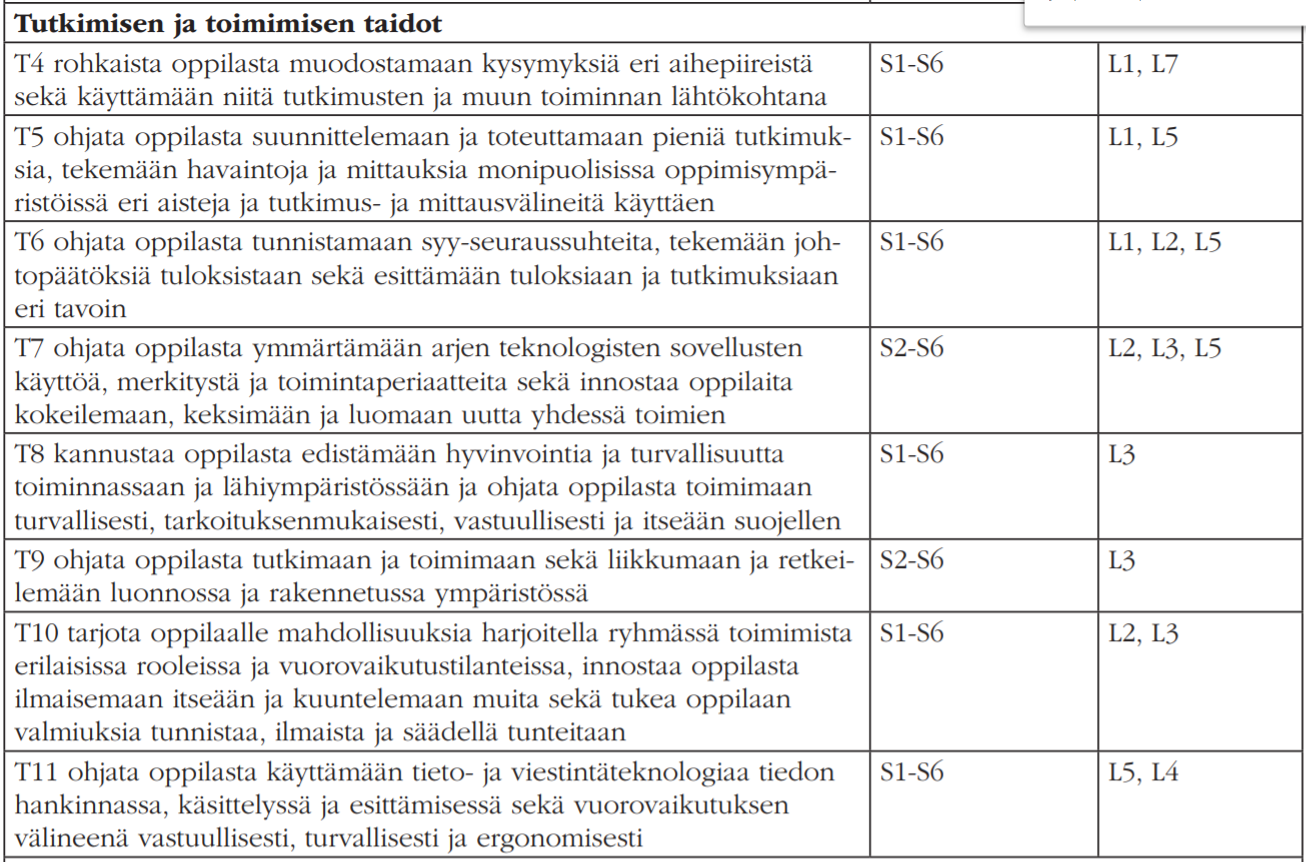 Tutkimisen ja toimimisen taidot
T4 rohkaista oppilasta muodostamaan kysymyksiä eri aihepiireistä S1-S6 L1, L7
sekä käyttämään niitä tutkimusten ja muun toiminnan lähtökohtana
T5 ohjata oppilasta suunnittelemaan ja toteuttamaan pieniä tutkimuk- S1-S6 L1, L5
sia, tekemään havaintoja ja mittauksia monipuolisissa oppimisympä-
ristöissä eri aisteja ja tutkimus- ja mittausvälineitä käyttäen
T6 ohjata oppilasta tunnistamaan syy-seuraussuhteita, tekemään joh- S1-S6 L1, L2, L5
topäätöksiä tuloksistaan sekä esittämään tuloksiaan ja tutkimuksiaan
eri tavoin
T7 ohjata oppilasta ymmärtämään arjen teknologisten sovellusten S2-S6 L2, L3, L5
käyttöä, merkitystä ja toimintaperiaatteita sekä innostaa oppilaita
kokeilemaan, keksimään ja luomaan uutta yhdessä toimien
T8 kannustaa oppilasta edistämään hyvinvointia ja turvallisuutta S1-S6 L3
toiminnassaan ja lähiympäristössään ja ohjata oppilasta toimimaan
turvallisesti, tarkoituksenmukaisesti, vastuullisesti ja itseään suojellen
T9 ohjata oppilasta tutkimaan ja toimimaan sekä liikkumaan ja retkei- S2-S6 L3
lemään luonnossa ja rakennetussa ympäristössä
T10 tarjota oppilaalle mahdollisuuksia harjoitella ryhmässä toimimista S1-S6 L2, L3
erilaisissa rooleissa ja vuorovaikutustilanteissa, innostaa oppilasta
ilmaisemaan itseään ja kuuntelemaan muita sekä tukea oppilaan
valmiuksia tunnistaa, ilmaista ja säädellä tunteitaan
T11 ohjata oppilasta käyttämään tieto- ja viestintäteknologiaa tiedon S1-S6 L5, L4
hankinnassa, käsittelyssä ja esittämisessä sekä vuorovaikutuksen
välineenä vastuullisesti, turvallisesti ja ergonomisesti